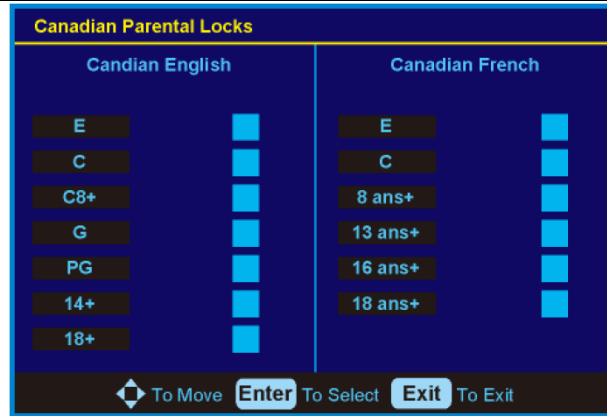 Canadian Parental Locks
Candian English
E
C
C8+
G
PG
14+
18+
Canadian French
E
C
8 ans+
13 ans+
16 ans+
18 ans+
To Move Enter To Select Exit To Exit